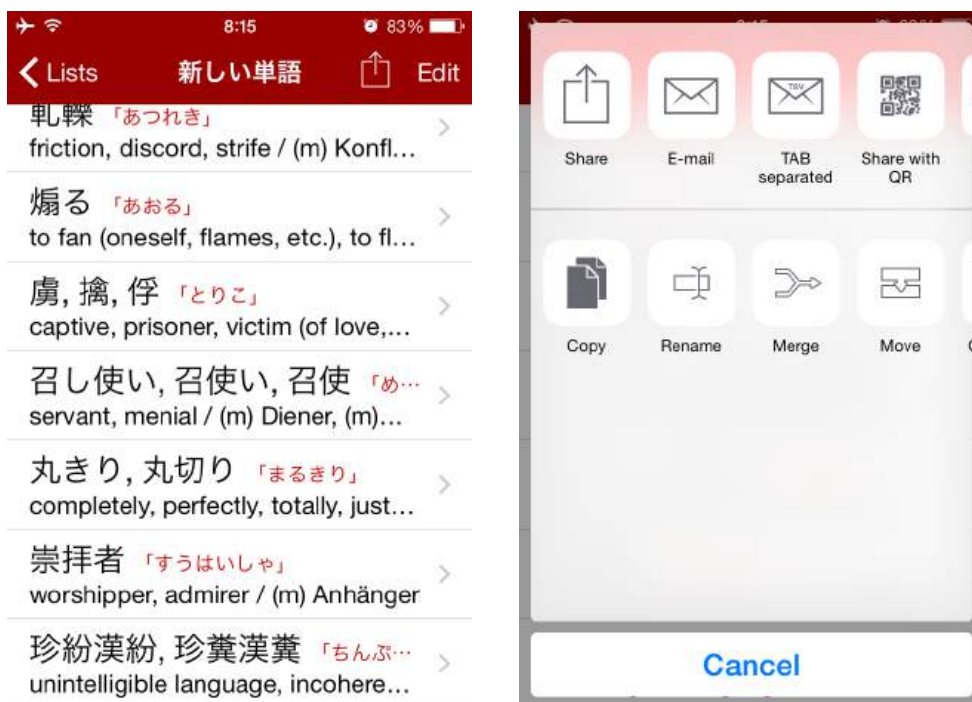 8:15
83%
Lists
新しい単語
Edit
軋轢「あつれき」
friction, discord, strife / (m) Konfl...
煽る「あおる」
to fan (oneself, flames, etc.), to fl...
虜, 擒, 俘「とりこ」
captive, prisoner, victim (of love,...
召し使い, 召使い, 召使「め…
servant, menial / (m) Diener, (m)...
丸きり, 丸切り「まるきり」
completely, perfectly, totally, just...
崇拝者「すうはいしゃ」
worshipper, admirer / (m) Anhänger
珍紛漢紛, 珍糞漢糞「ちんぷ…
unintelligible language, incohere...
TSV
Share
E-mail
TAB
separated
Share with
QR
Copy
Rename
Merge
Move
Cancel